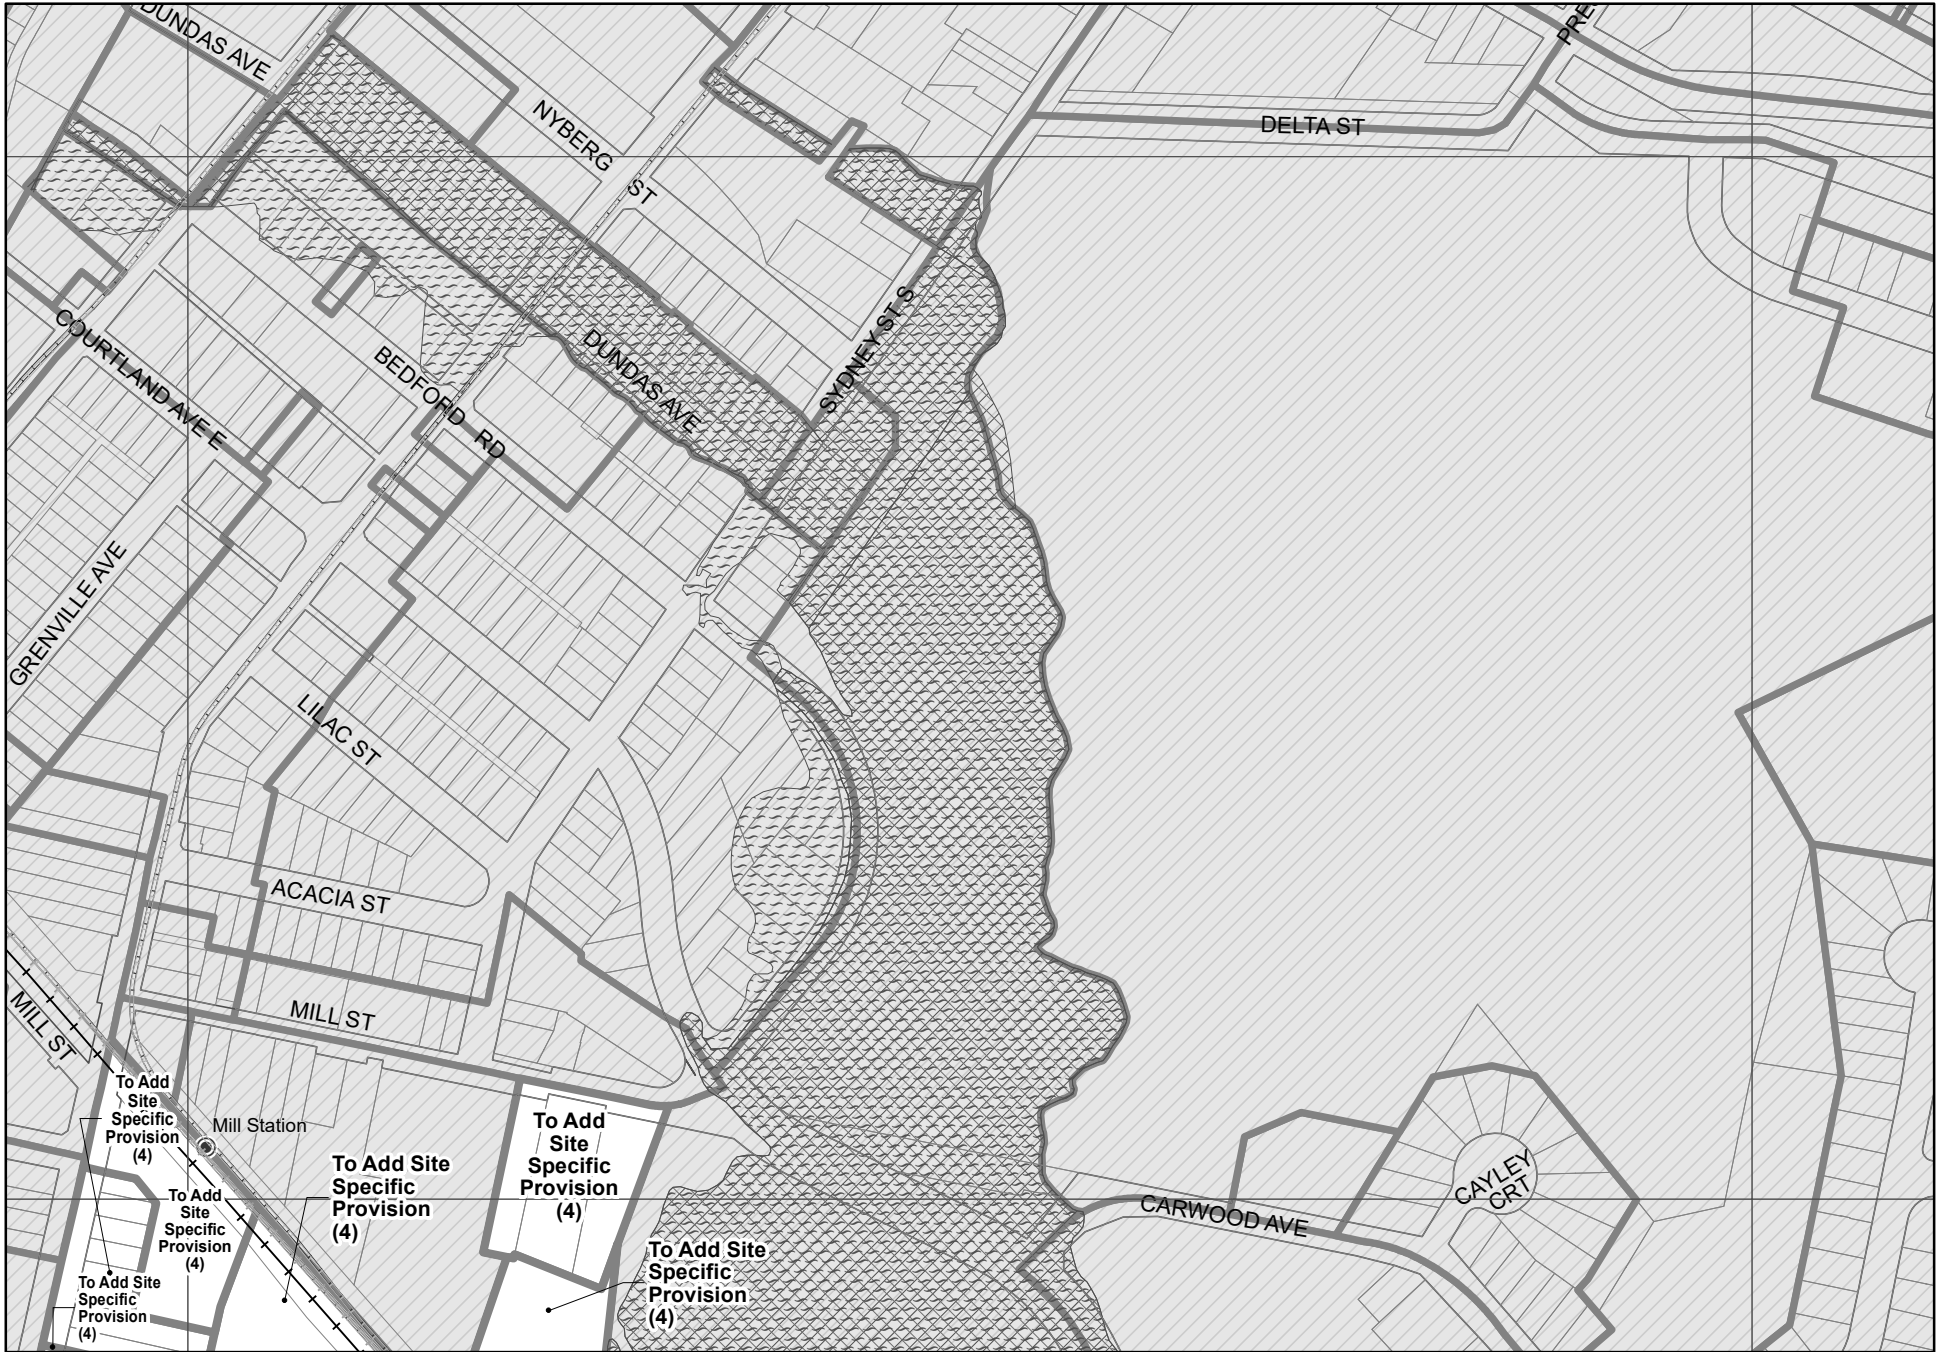 DUNDAS AVE
PRE
NYBERG ST
DELTA ST
SYDNEY ST S
COURTLAND AVE E
BEDFORD RD
DUNDAS AVE
GRENVILLE AVE
LILAC ST
ACACIA ST
MILL ST
MILL ST
To Add
Site
Specific
Provision
(4)
Mill Station
To Add
Site
Specific
Provision
(4)
To Add Site
Specific
Provision
(4)
To Add
Site
Specific
Provision
(4)
To Add Site
Specific
Provision
(4)
To Add Site
Specific
Provision
(4)
CAYLEY
CRT
CARWOOD AVE